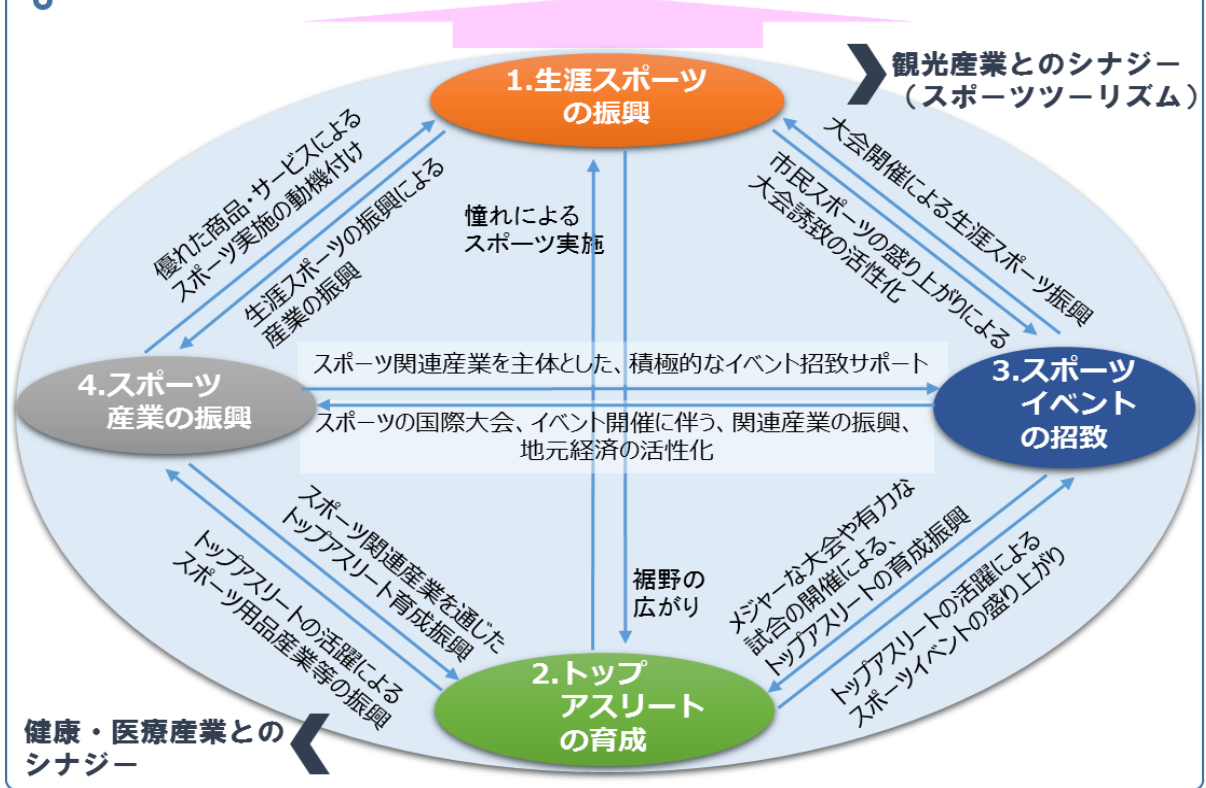 観光産業とのシナジー
（スポーツツーリズム）
1.生涯スポーツ
の振興
優れた商品・サービスによる
スポーツ実施の動機付け
生涯スポーツの振興による
産業の振興
憧れによる
スポーツ実施
大会開催による生涯スポーツ振興
市民スポーツの盛り上がりによる
大会誘致の活性化
4.スポーツ
産業の振興
スポーツ関連産業を主体とした、積極的なイベント招致サポート
スポーツの国際大会、イベント開催に伴う、関連産業の振興、
地元経済の活性化
3.スポーツ
イベント
の招致
スポーツ関連産業を通じた
トップアスリート育成振興
トップアスリートの活躍による
スポーツ用品産業等の振興
裾野の
広がり
メジャーな大会や有力な
試合の開催による、
トップアスリートの育成振興
トップアスリートの活躍による
スポーツイベントの盛り上がり
2.トップ
アスリート
の育成
健康・医療産業との
シナジー